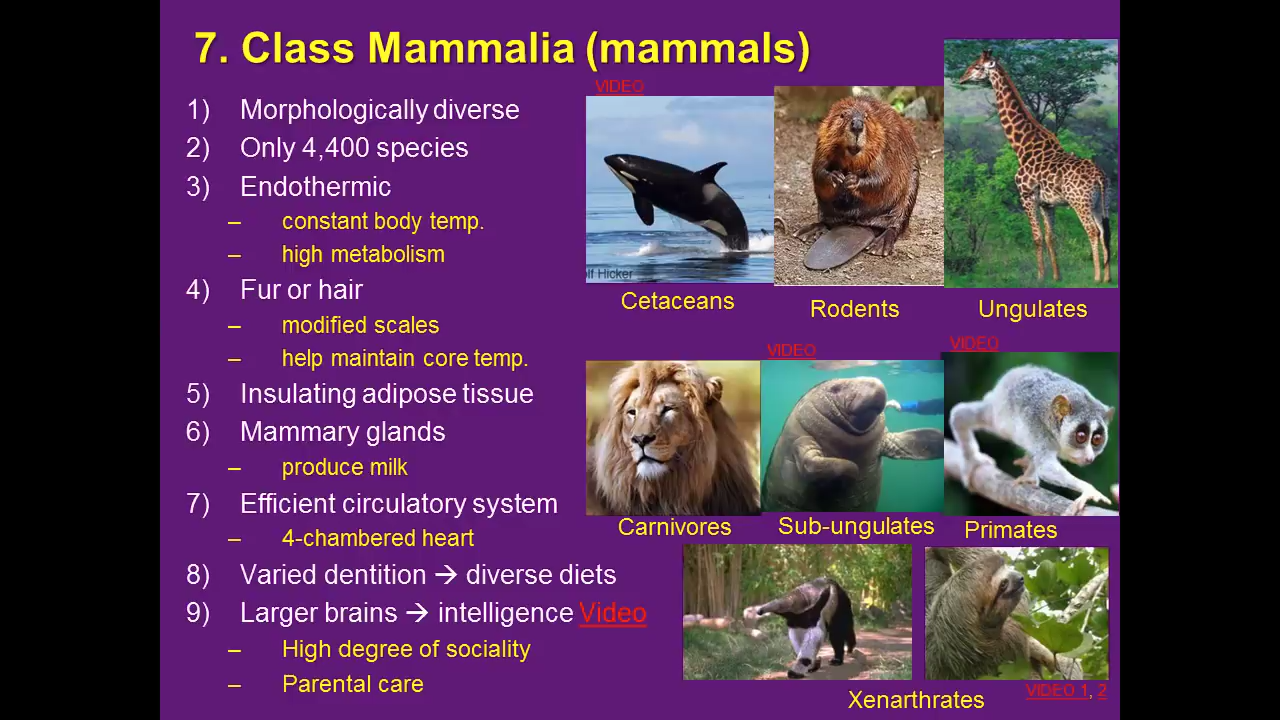 7. Class Mammalia (mammals)
1) Morphologically diverse
2) Only 4,400 species
3) Endothermic
– constant body temp.
– high metabolism
4) Fur or hair
– modified scales
– help maintain core temp.
5) Insulating adipose tissue
6) Mammary glands
– produce milk
7) Efficient circulatory system
– 4-chambered heart
8) Varied dentition → diverse diets
9) Larger brains → intelligence Video
– High degree of sociality
– Parental care
VIDEO
lf Hicker
Cetaceans
Rodents
Ungulates
VIDEO
VIDEO
Carnivores
Sub-ungulates
Primates
Xenarthrates
VIDEO 1, 2